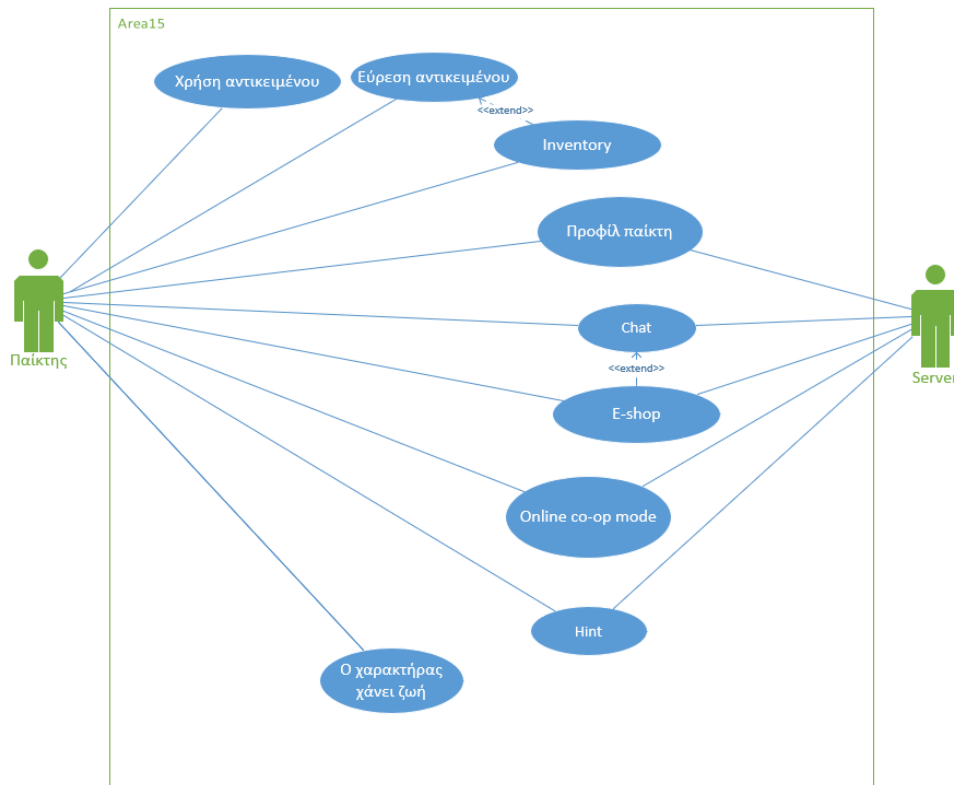 Area15
Χρήση αντικειμένου
Εύρεση αντικειμένου
<<extend>>
Inventory
Προφίλ παίκτη
Chat
<<extend>>
E-shop
Παίκτης
Server
Online co-op mode
Hint
Ο χαρακτήρας
χάνει ζωή